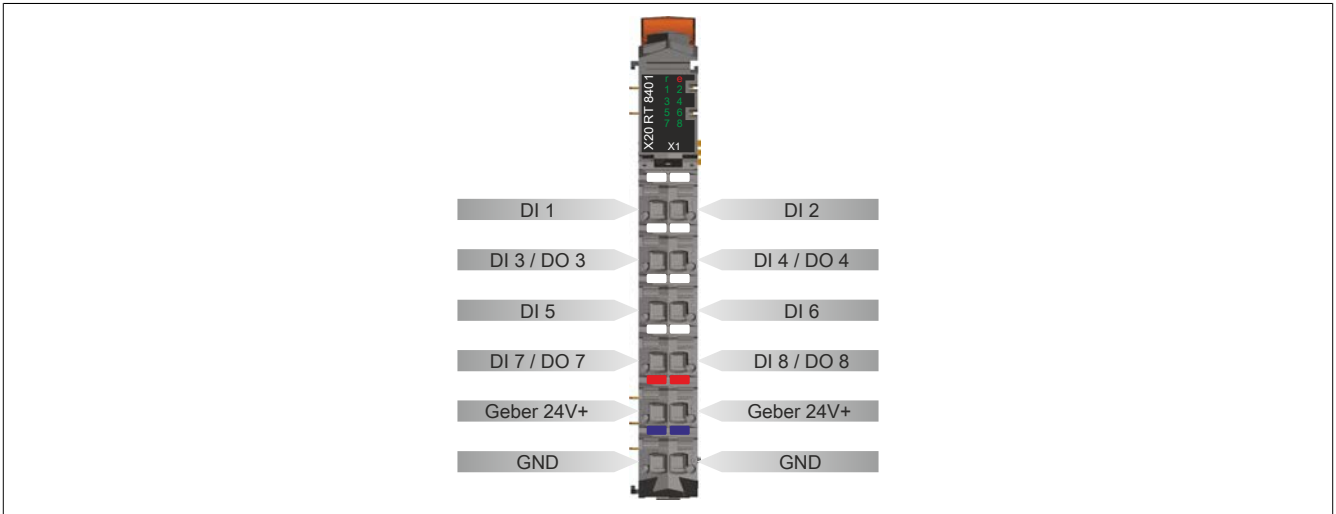 X20 RT 8401
r e
1 2
3 4
5 6
7 8
X1
DI 1
DI 2
DI 3 / DO 3
DI 4 / DO 4
DI 5
DI 6
DI 7 / DO 7
DI 8 / DO 8
Geber 24V+
Geber 24V+
GND
GND